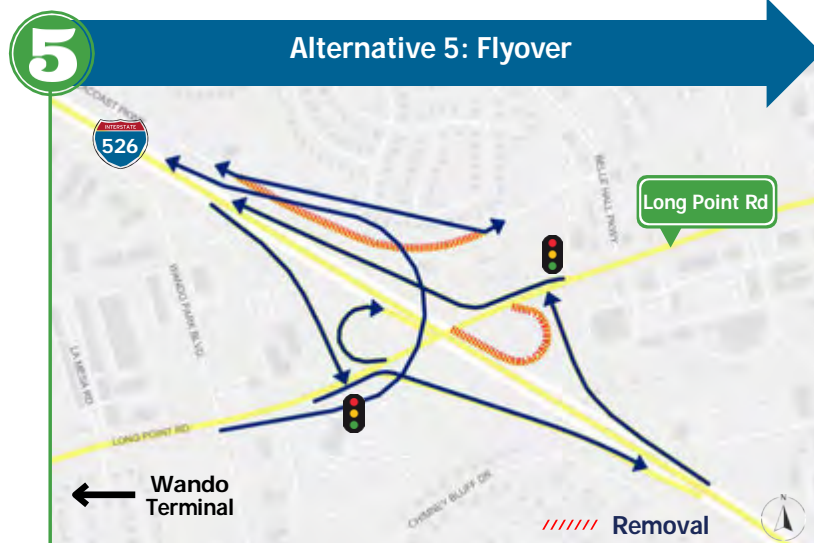 5
Alternative 5: Flyover
INTERSTATE
526
BELLE HALL PKWY
Long Point Rd
WANDO PARK BLVD
LA MESA RD
LONG POINT RD
CHIMNEY BLUFF DR
Wando
Terminal
Removal
N